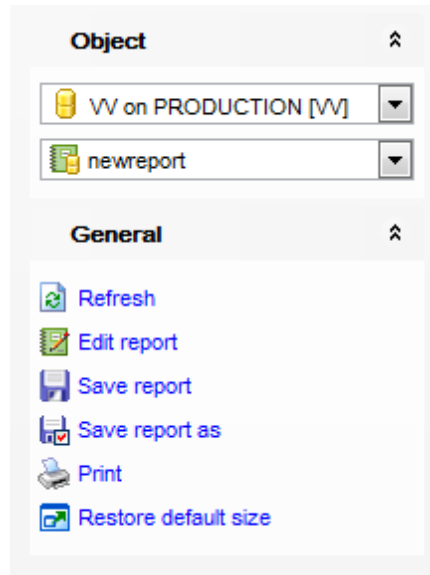 Object
VV on PRODUCTION [VV]
newreport
General
Refresh
Edit report
Save report
Save report as
Print
Restore default size